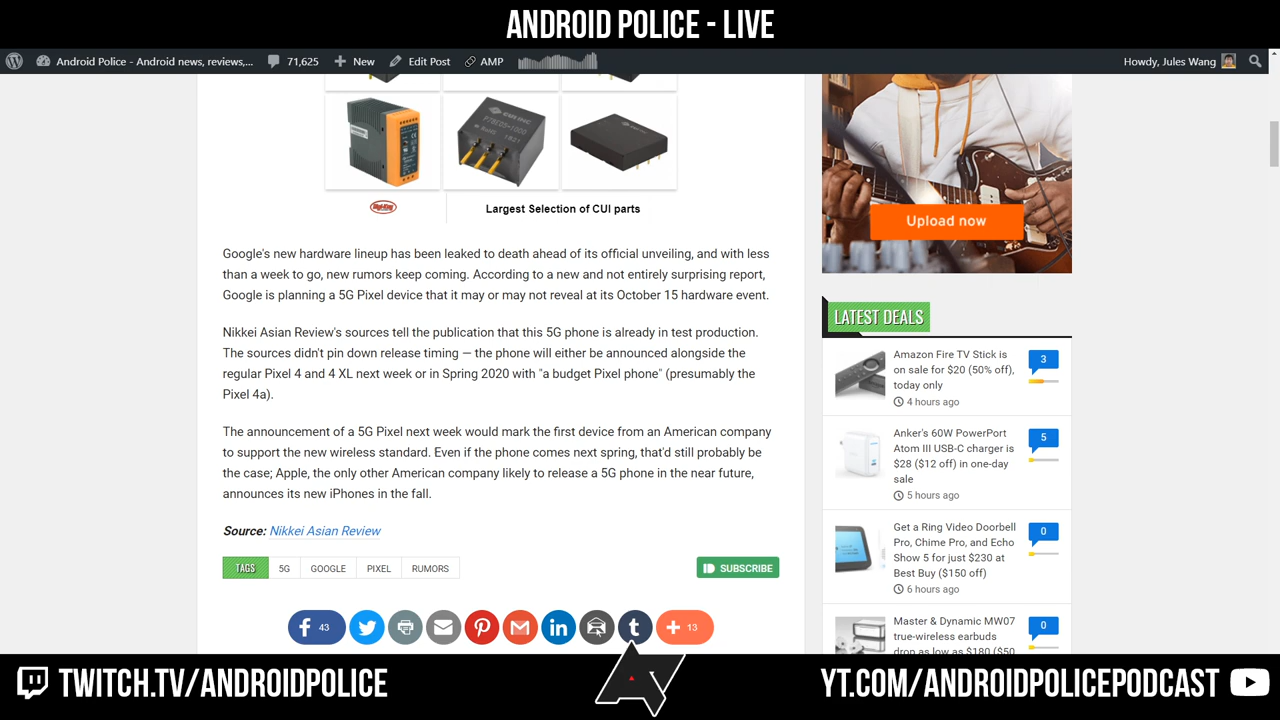 ANDROID POLICE - LIVE
Android Police - Android news, reviews,...
71,625
New
Edit Post
AMP
Howdy, Jules Wang
Largest Selection of CUI parts
Google's new hardware lineup has been leaked to death ahead of its official unveiling, and with less
than a week to go, new rumors keep coming. According to a new and not entirely surprising report,
Google is planning a 5G Pixel device that it may or may not reveal at its October 15 hardware event.
Nikkei Asian Review's sources tell the publication that this 5G phone is already in test production.
The sources didn't pin down release timing — the phone will either be announced alongside the
regular Pixel 4 and 4 XL next week or in Spring 2020 with "a budget Pixel phone" (presumably the
Pixel 4a).
The announcement of a 5G Pixel next week would mark the first device from an American company
to support the new wireless standard. Even if the phone comes next spring, that'd still probably be
the case; Apple, the only other American company likely to release a 5G phone in the near future,
announces its new iPhones in the fall.
Source: Nikkei Asian Review
TAGS
5G
GOOGLE
PIXEL
RUMORS
SUBSCRIBE
43
13
Upload now
LATEST DEALS
Amazon Fire TV Stick is
on sale for $20 (50% off),
today only
4 hours ago
3
Anker's 60W PowerPort
Atom III USB-C charger is
$28 ($12 off) in one-day
sale
5 hours ago
5
Get a Ring Video Doorbell
Pro, Chime Pro, and Echo
Show 5 for just $230 at
Best Buy ($150 off)
6 hours ago
0
Master & Dynamic MW07
true-wireless earbuds
drop as low as $180 ($50
0
TWITCH.TV/ANDROIDPOLICE
YT.COM/ANDROIDPOLICEPODCAST